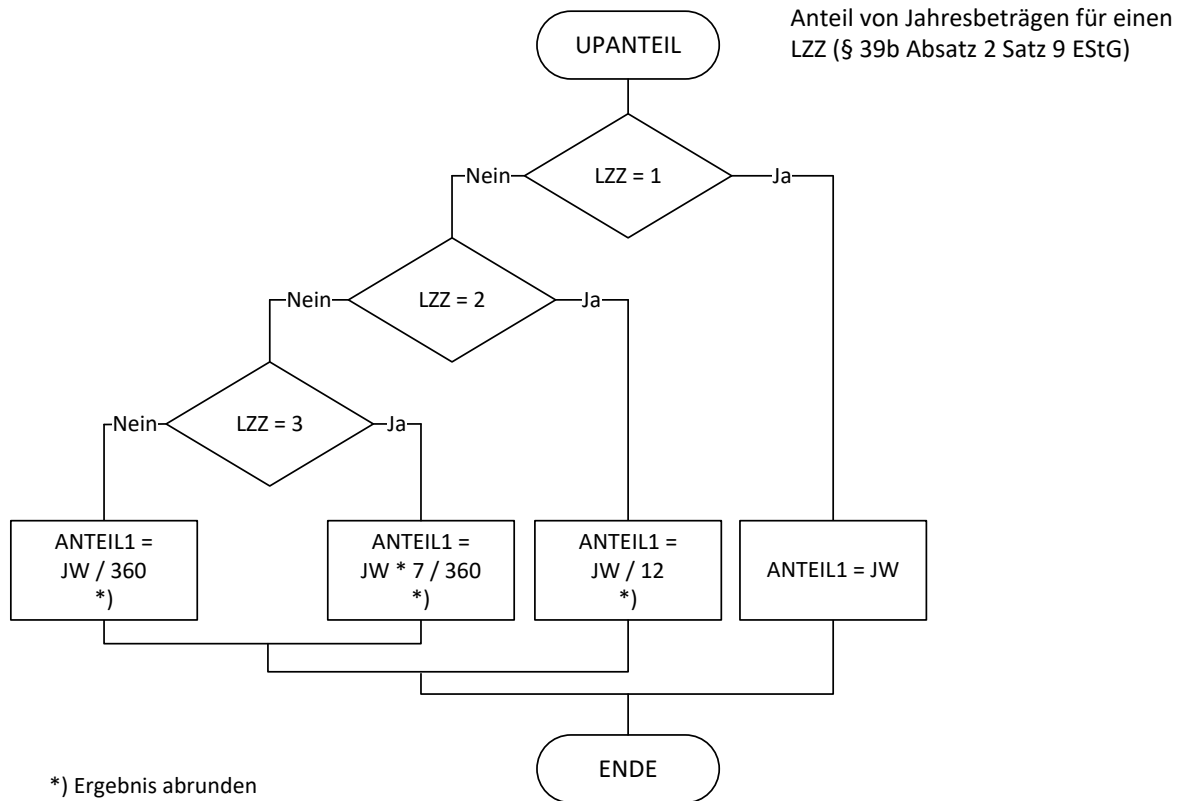 Anteil von Jahresbeträgen für einen
LZZ (§ 39b Absatz 2 Satz 9 EStG)
UPANTEIL
LZZ = 1
Nein
Ja
LZZ = 2
Nein
Ja
LZZ = 3
Nein
Ja
ANTEIL1 =
JW / 360
*)
ANTEIL1 =
JW * 7 / 360
*)
ANTEIL1 =
JW / 12
*)
ANTEIL1 = JW
ENDE
*) Ergebnis abrunden